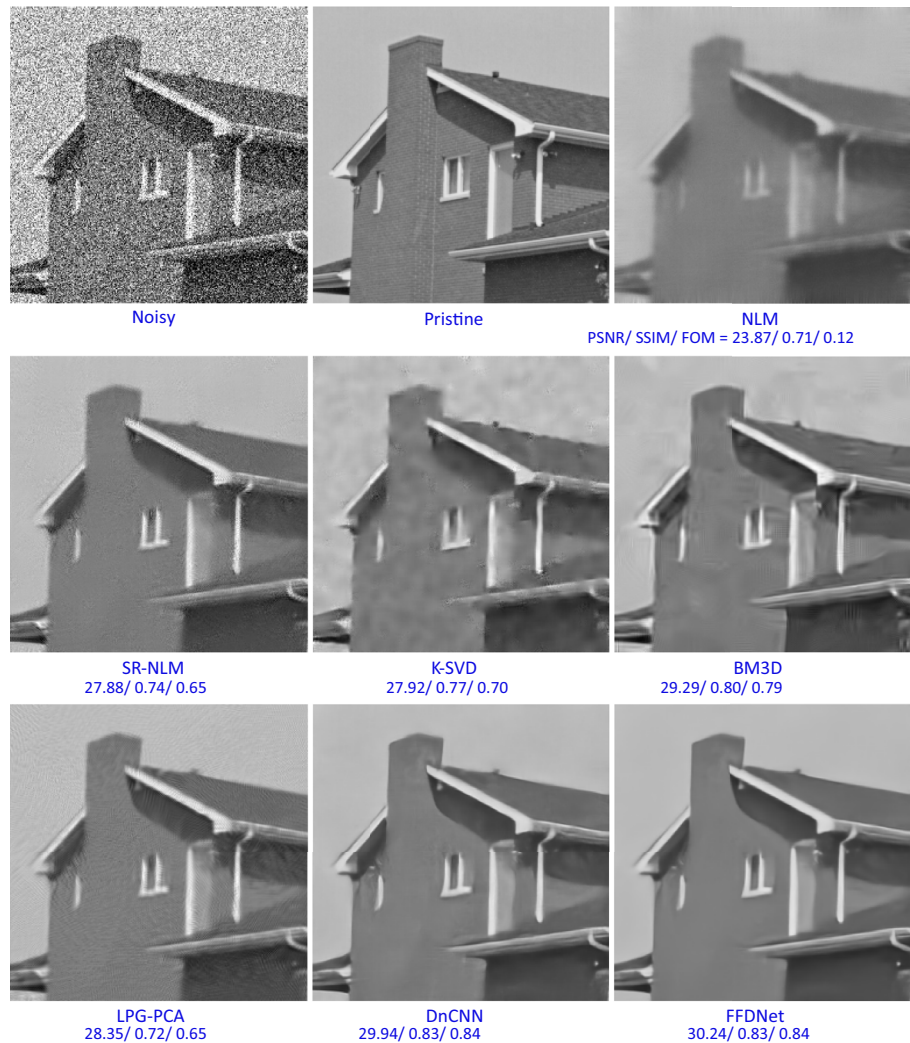 Noisy
Pristine
NLM
PSNR/ SSIM/ FOM = 23.87/ 0.71/ 0.12
SR-NLM
27.88/ 0.74/ 0.65
K-SVD
27.92/ 0.77/ 0.70
BM3D
29.29/ 0.80/ 0.79
LPG-PCA
28.35/ 0.72/ 0.65
DnCNN
29.94/ 0.83/ 0.84
FFDNet
30.24/ 0.83/ 0.84